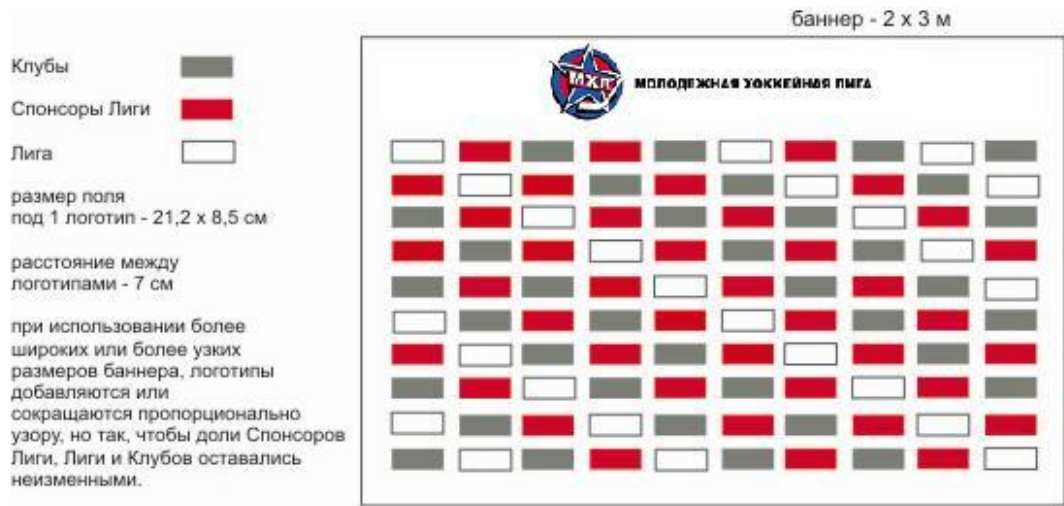 баннер - 2 х 3 м
МХЛ
МОЛОДЕЖНАЯ ХОККЕЙНАЯ ЛИГА
Клубы
Спонсоры Лиги
Лига
размер поля
под 1 логотип - 21,2 х 8,5 см
расстояние между
логотипами - 7 см
при использовании более
широких или более узких
размеров баннера, логотипы
добавляются или
сокращаются пропорционально
узору, но так, чтобы доли Спонсоров
Лиги, Лиги и Клубов оставались
неизменными.